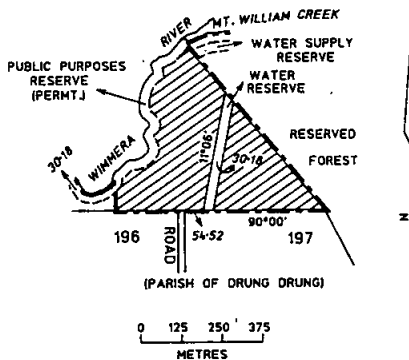 RIVER
MT. WILLIAM CREEK
WATER SUPPLY
RESERVE
PUBLIC PURPOSES
RESERVE
(PERMT.)
WATER
RESERVE
RESERVED
FOREST
WIMMERA
30·18
11°06'
30·18
90°00'
196
ROAD
54·52
197
(PARISH OF DRUNG DRUNG)
Z
0 125 250 375
METRES